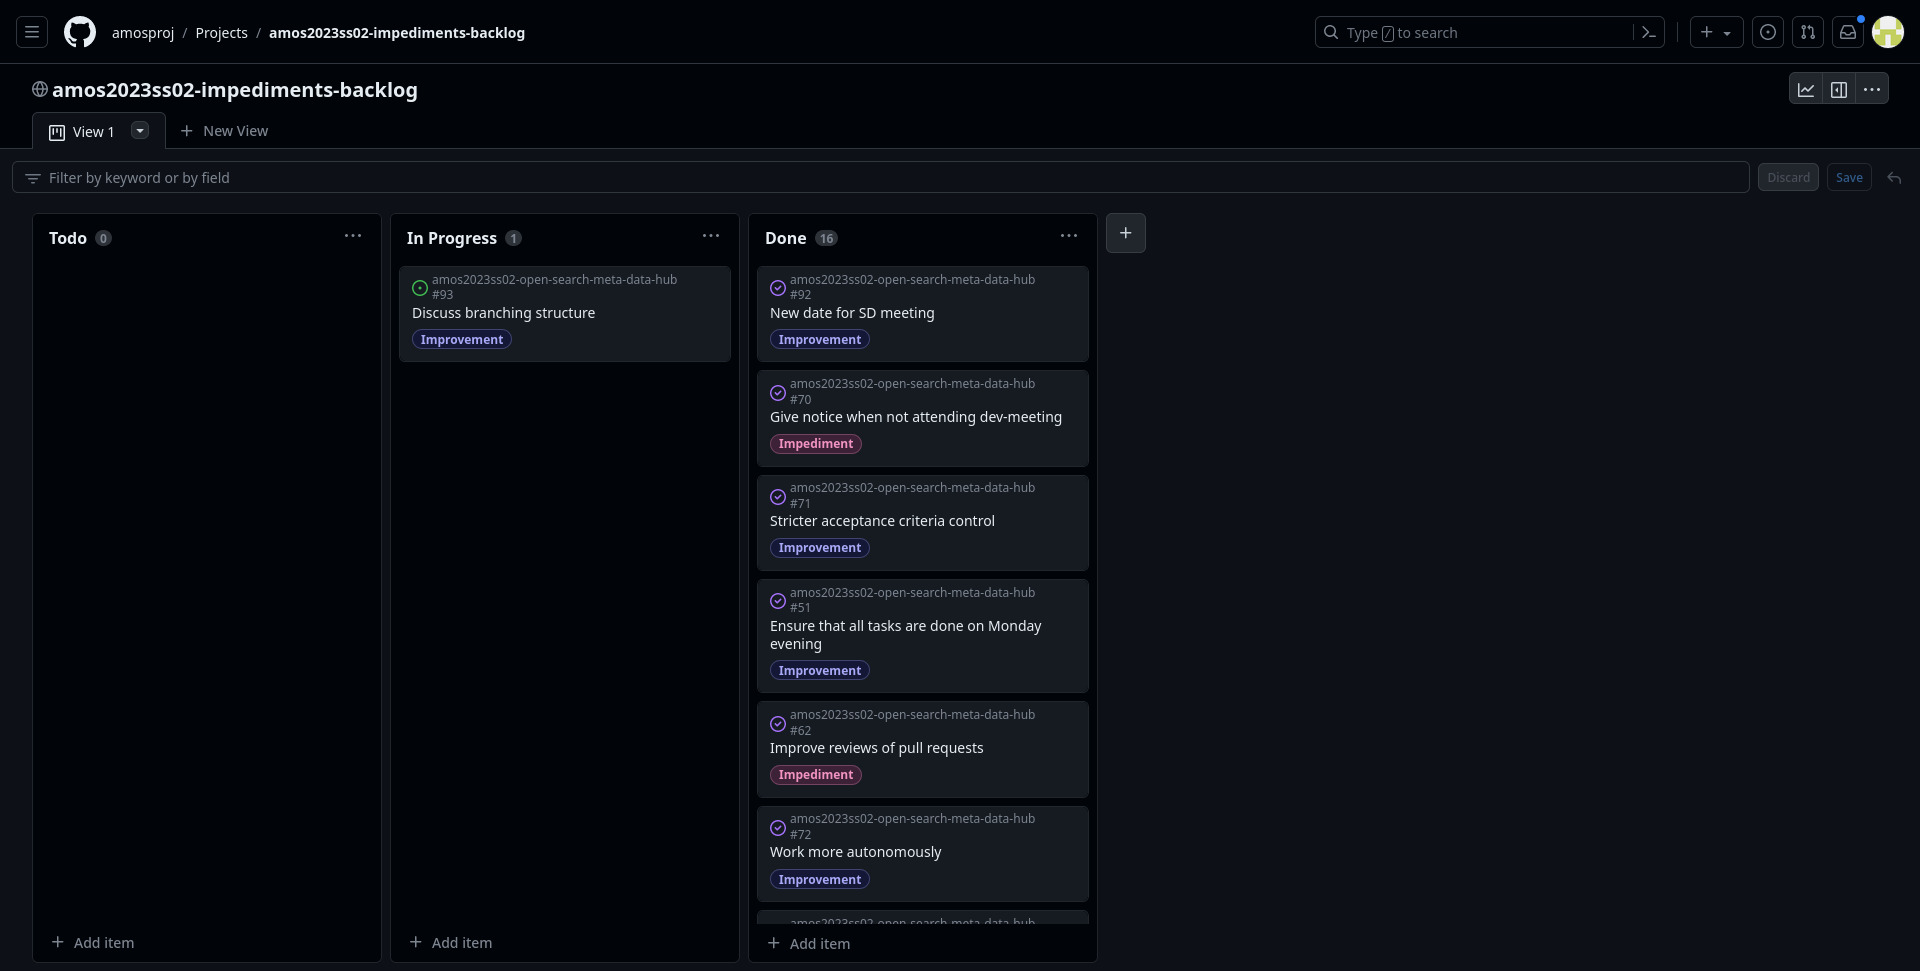 amosproj / Projects / amos2023ss02-impediments-backlog
Type / to search
amos2023ss02-impediments-backlog
View 1
New View
Filter by keyword or by field
Discard
Save
Todo 0
Add item
In Progress 1
amos2023ss02-open-search-meta-data-hub
#93
Discuss branching structure
Improvement
Add item
Done 16
amos2023ss02-open-search-meta-data-hub
#92
New date for SD meeting
Improvement
amos2023ss02-open-search-meta-data-hub
#70
Give notice when not attending dev-meeting
Impediment
amos2023ss02-open-search-meta-data-hub
#71
Stricter acceptance criteria control
Improvement
amos2023ss02-open-search-meta-data-hub
#51
Ensure that all tasks are done on Monday
evening
Improvement
amos2023ss02-open-search-meta-data-hub
#62
Improve reviews of pull requests
Impediment
amos2023ss02-open-search-meta-data-hub
#72
Work more autonomously
Improvement
amos2023ss02-open-search-meta-data-hub
Add item